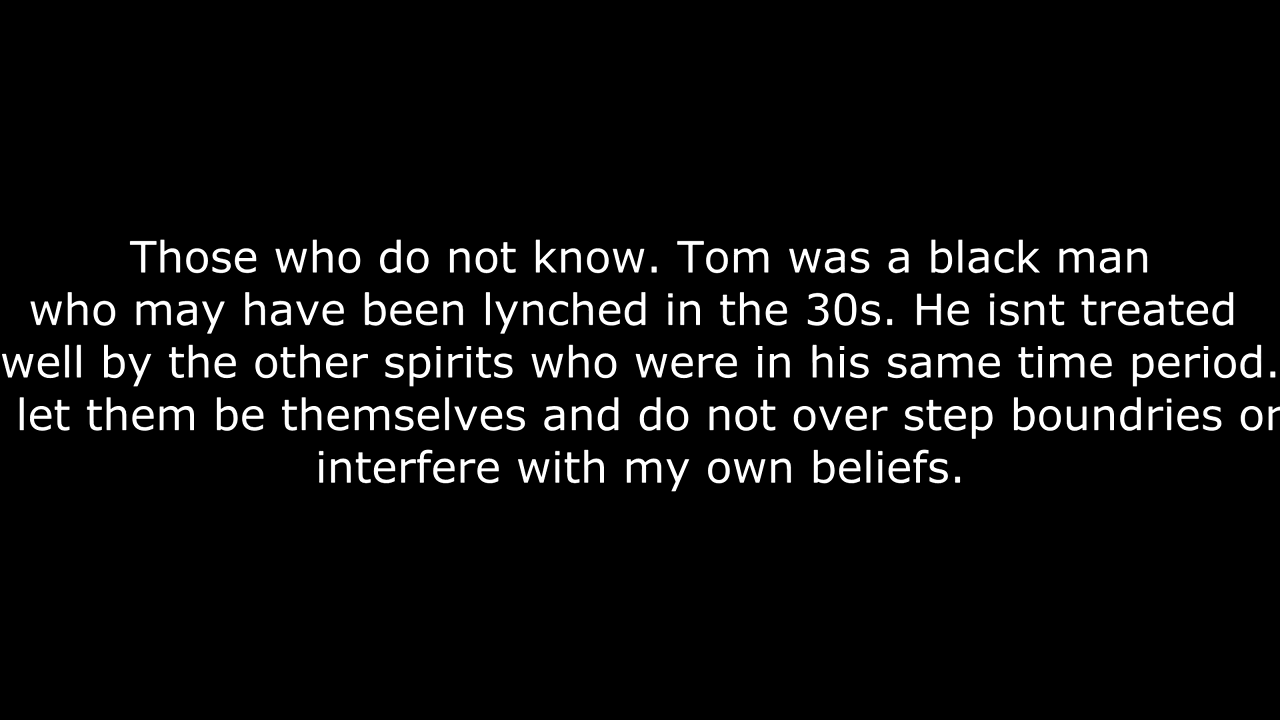 Those who do not know. Tom was a black man
who may have been lynched in the 30s. He isnt treated
well by the other spirits who were in his same time period.
let them be themselves and do not over step boundries or
interfere with my own beliefs.